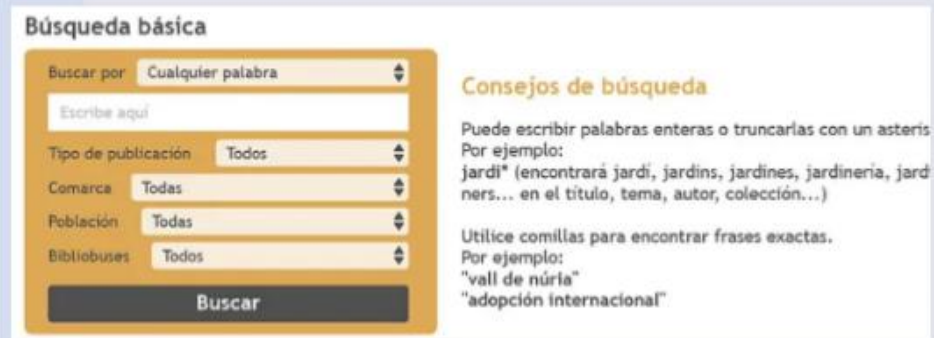 Búsqueda básica
Buscar por Cualquier palabra
Escribe aquí
Tipo de publicación Todos
Comarca Todas
Población Todas
Bibliobuses Todos
Buscar
Consejos de búsqueda
Puede escribir palabras enteras o truncarlas con un asteris
Por ejemplo:
jardi* (encontrará jardí, jardins, jardines, jardinería, jard
ners... en el título, tema, autor, colección...)
Utilice comillas para encontrar frases exactas.
Por ejemplo:
"vall de núria"
"adopción internacional"